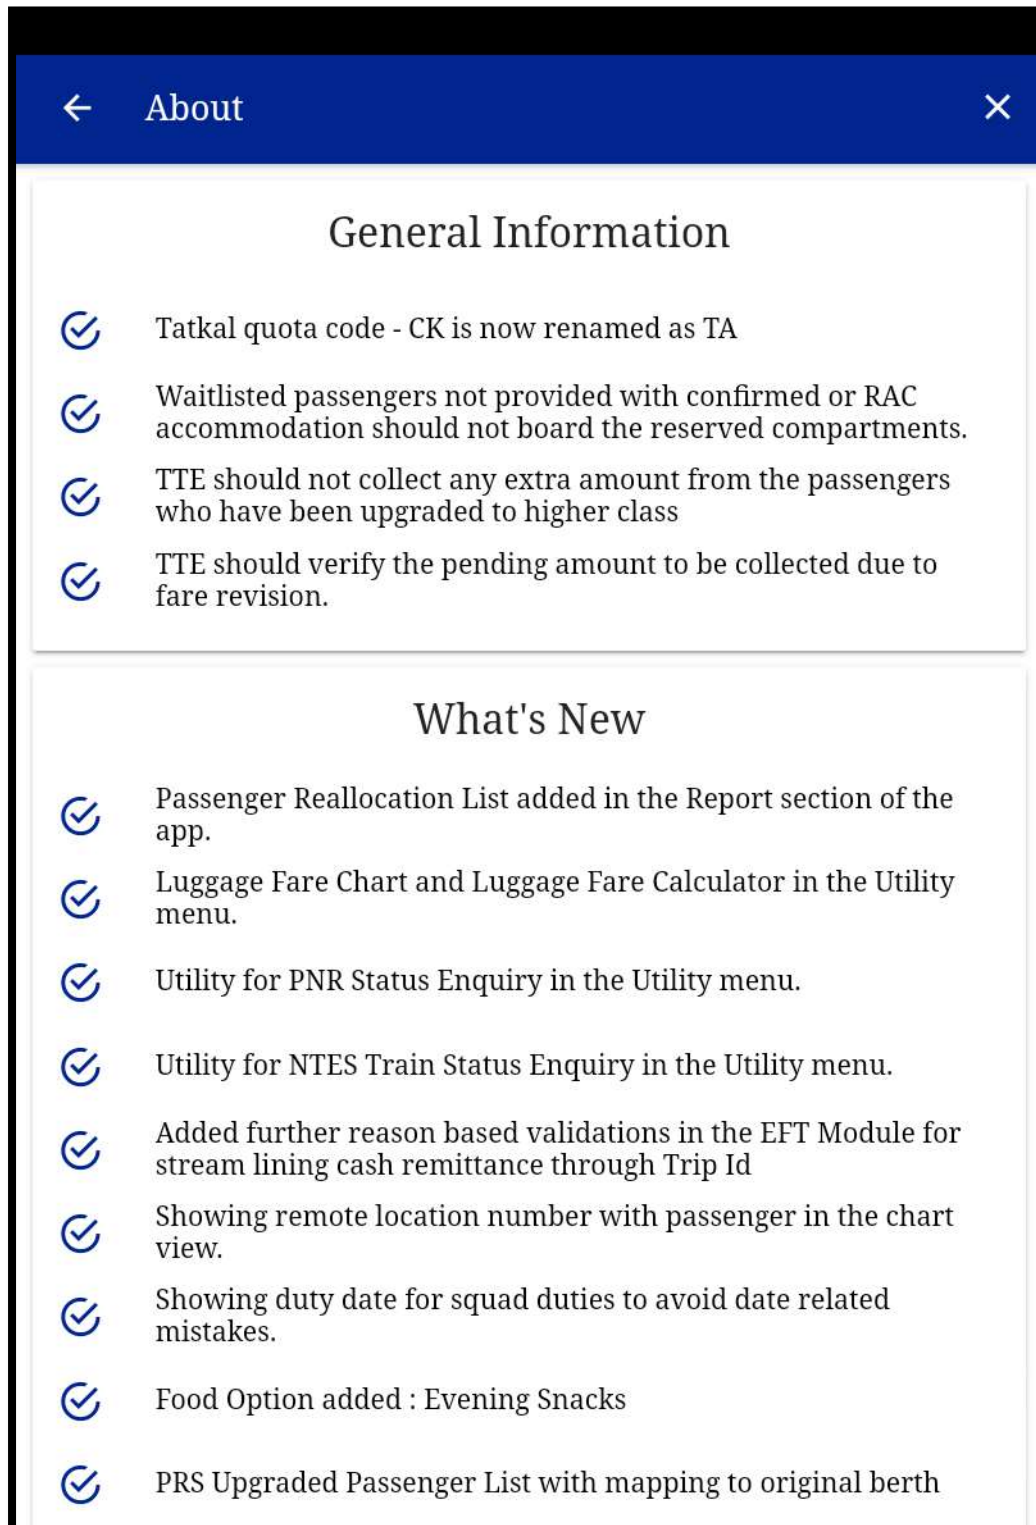 About
General Information
Tatkal quota code - CK is now renamed as TA
Waitlisted passengers not provided with confirmed or RAC
accommodation should not board the reserved compartments.
TTE should not collect any extra amount from the passengers
who have been upgraded to higher class
TTE should verify the pending amount to be collected due to
fare revision.
What's New
Passenger Reallocation List added in the Report section of the
app.
Luggage Fare Chart and Luggage Fare Calculator in the Utility
menu.
Utility for PNR Status Enquiry in the Utility menu.
Utility for NTES Train Status Enquiry in the Utility menu.
Added further reason based validations in the EFT Module for
stream lining cash remittance through Trip Id
Showing remote location number with passenger in the chart
view.
Showing duty date for squad duties to avoid date related
mistakes.
Food Option added : Evening Snacks
PRS Upgraded Passenger List with mapping to original berth